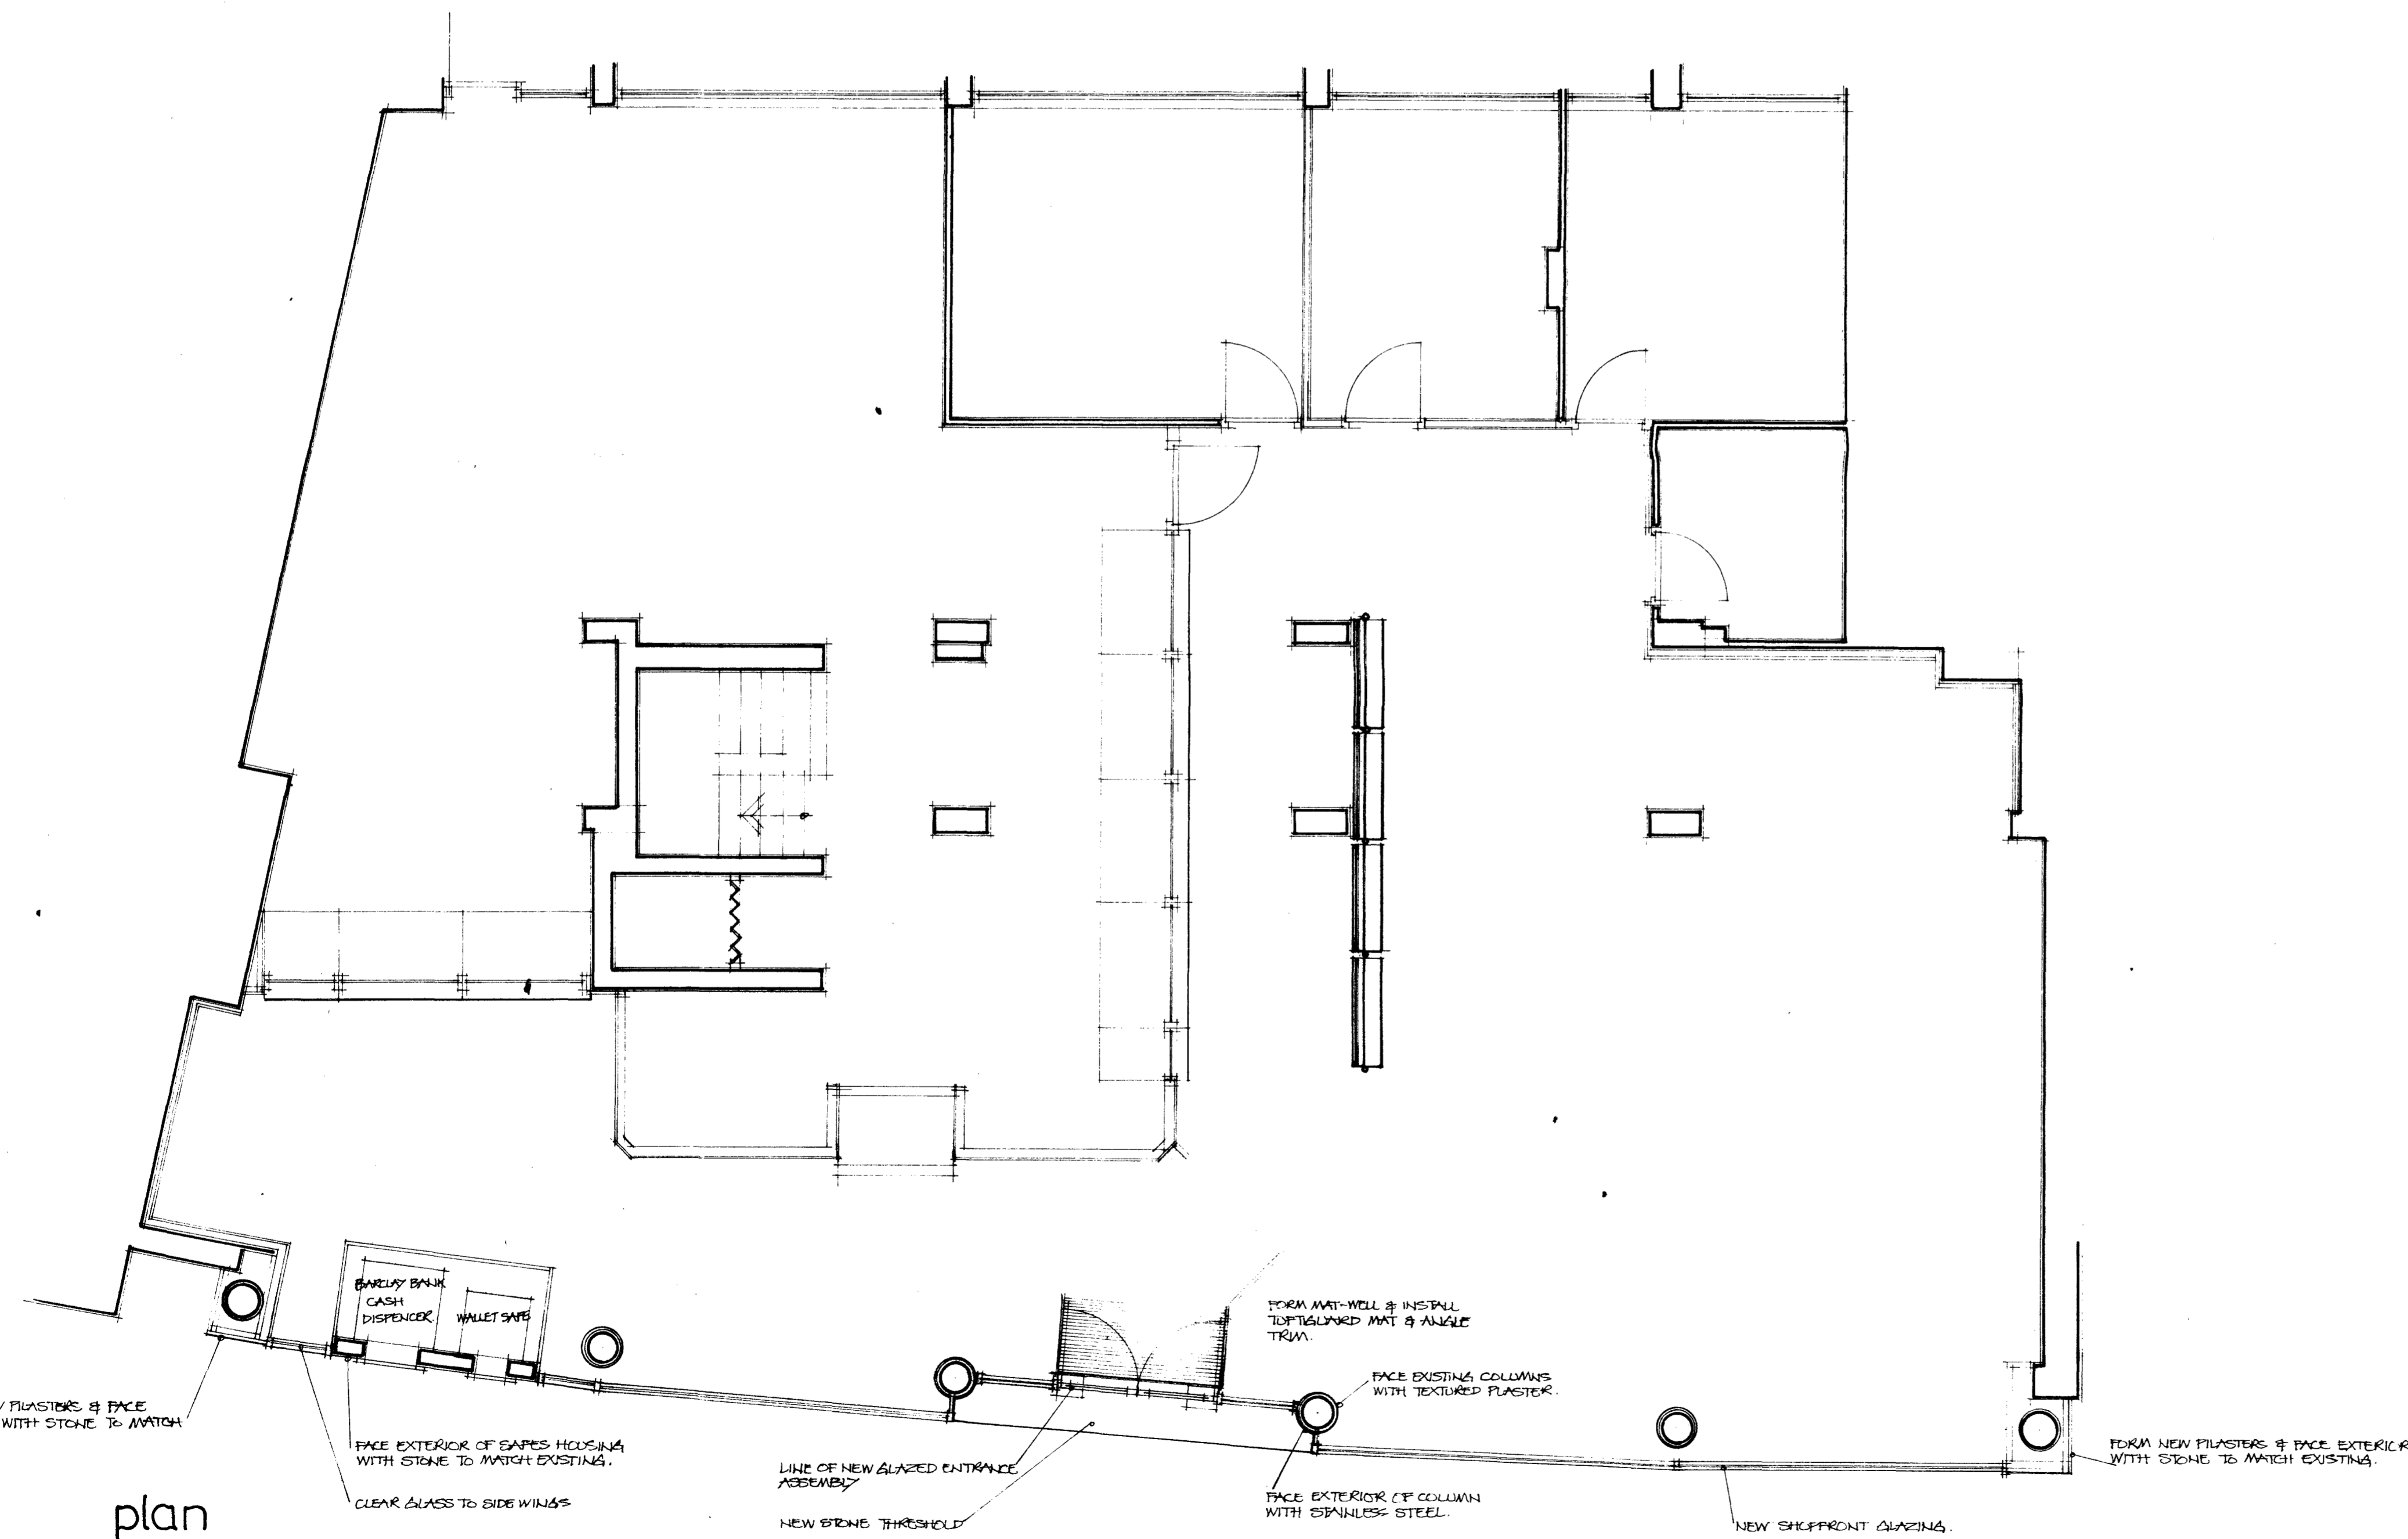 BARCLAY BANK
CASH
DISPENCER.
WALLET SAFE
FORM MAT-WELL & INSTALL
TUFTIGUARD MAT & ANGLE
TRIM.
FACE EXISTING COLUMNS
WITH TEXTURED PLASTER.
PILASTERS & FACE
WITH STONE TO MATCH
FACE EXTERIOR OF SAFES HOUSING
WITH STONE TO MATCH EXISTING.
CLEAR GLASS TO SIDE WINGS
LINE OF NEW GLAZED ENTRANCE
ASSEMBLY
NEW STONE THRESHOLD
FACE EXTERIOR OF COLUMN
WITH STAINLESS STEEL.
FORM NEW PILASTERS & FACE EXTERIOR
WITH STONE TO MATCH EXISTING.
NEW SHOPFRONT GLAZING.
plan